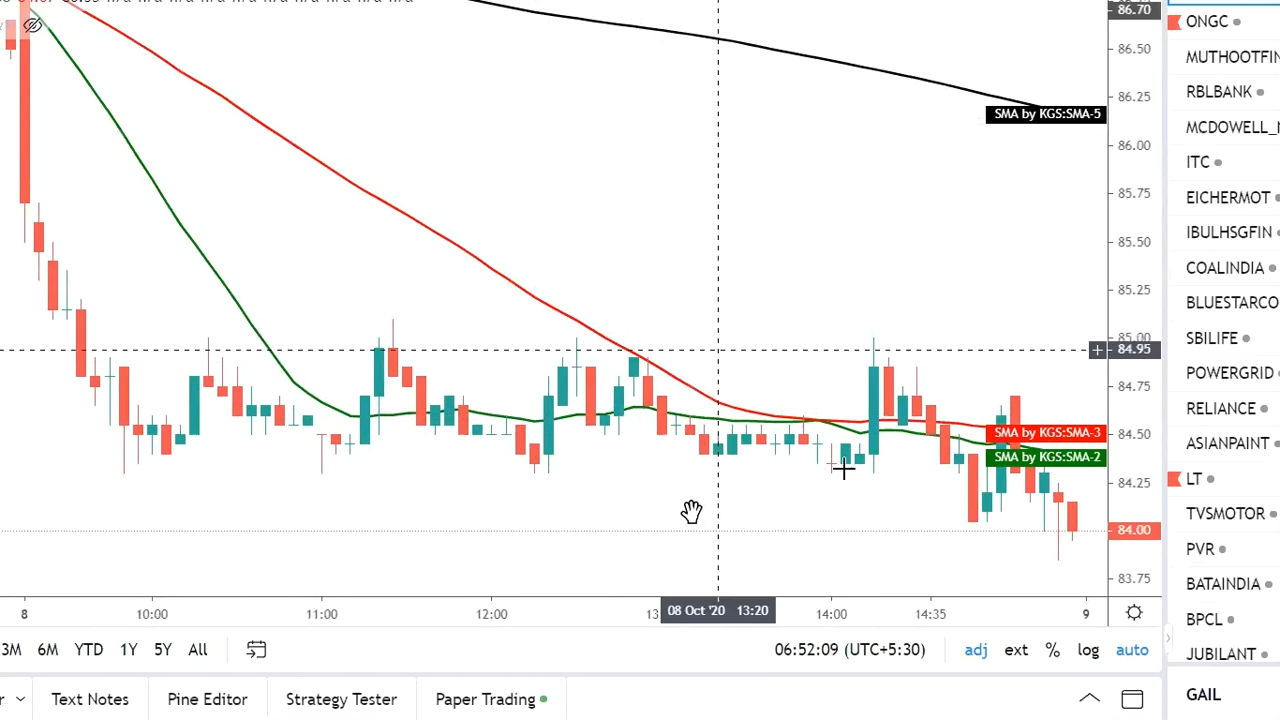 n/a n/a n/a n/a n/a n/a n/a
86.70
86.50
86.25
SMA by KGS:SMA-5
86.00
85.75
85.50
85.25
85.00
84.95
84.75
84.50
SMA by KGS:SMA-3
SMA by KGS:SMA-2
84.25
84.00
83.75
8 10:00 11:00 12:00 13 08 Oct '20 13:20 14:00 14:35 9
3M 6M YTD 1Y 5Y All 06:52:09 (UTC+5:30) adj ext % log auto
r Text Notes Pine Editor Strategy Tester Paper Trading
ONGC
MUTHOOTFIN
RBLBANK
MCDOWELL_
ITC
EICHERMOT
IBULHSGFIN
COALINDIA
BLUESTARCO
SBILIFE
POWERGRID
RELIANCE
ASIANPAINT
LT
TVSMOTOR
PVR
BATAINDIA
BPCL
JUBILANT
GAIL